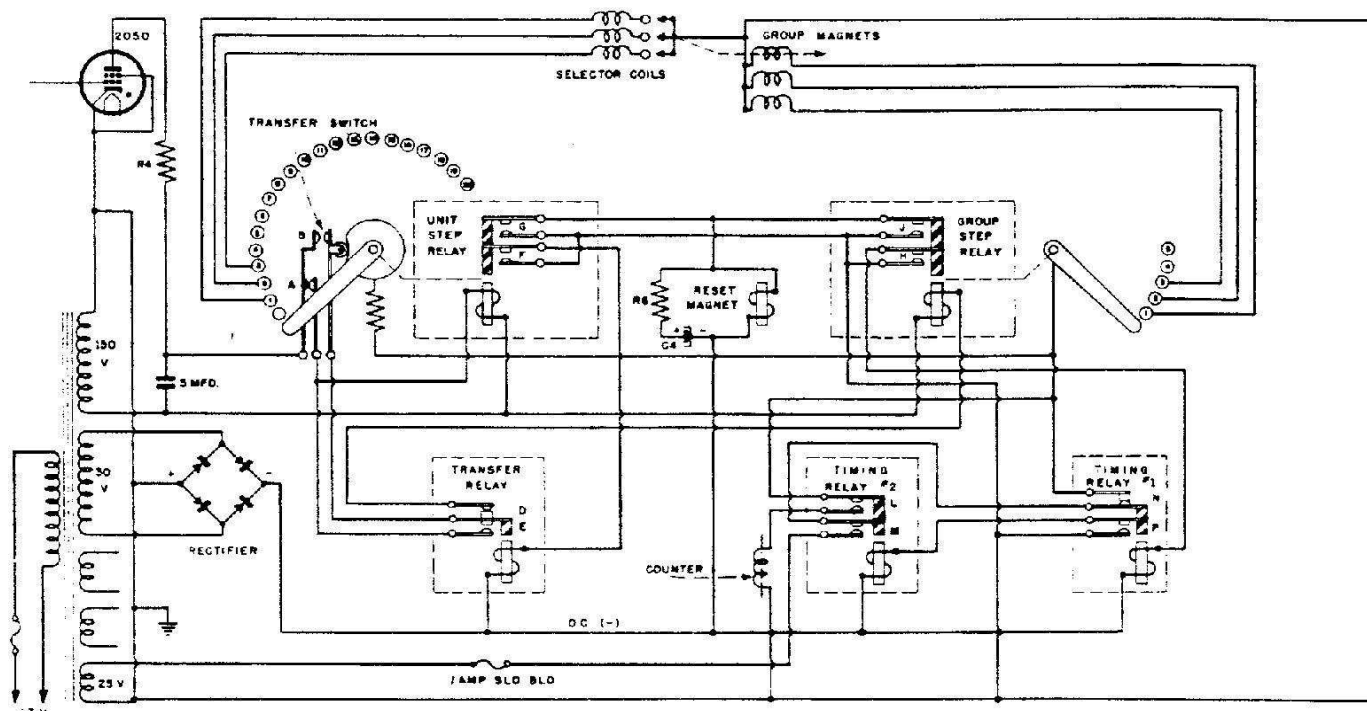 2050
GROUP MAGNETS
SELECTOR COILS
TRANSFER SWITCH
R4
B
A
UNIT
STEP
RELAY
G
F
R6
RESET
MAGNET
C4
+ -
J
H
GROUP
STEP
RELAY
150
V
5 MFD.
30
V
+ -
RECTIFIER
TRANSFER
RELAY
D
E
TIMING
RELAY #2
L
M
TIMING
RELAY #1
N
P
COUNTER
DC (-)
1 AMP SLO BLO
25 V